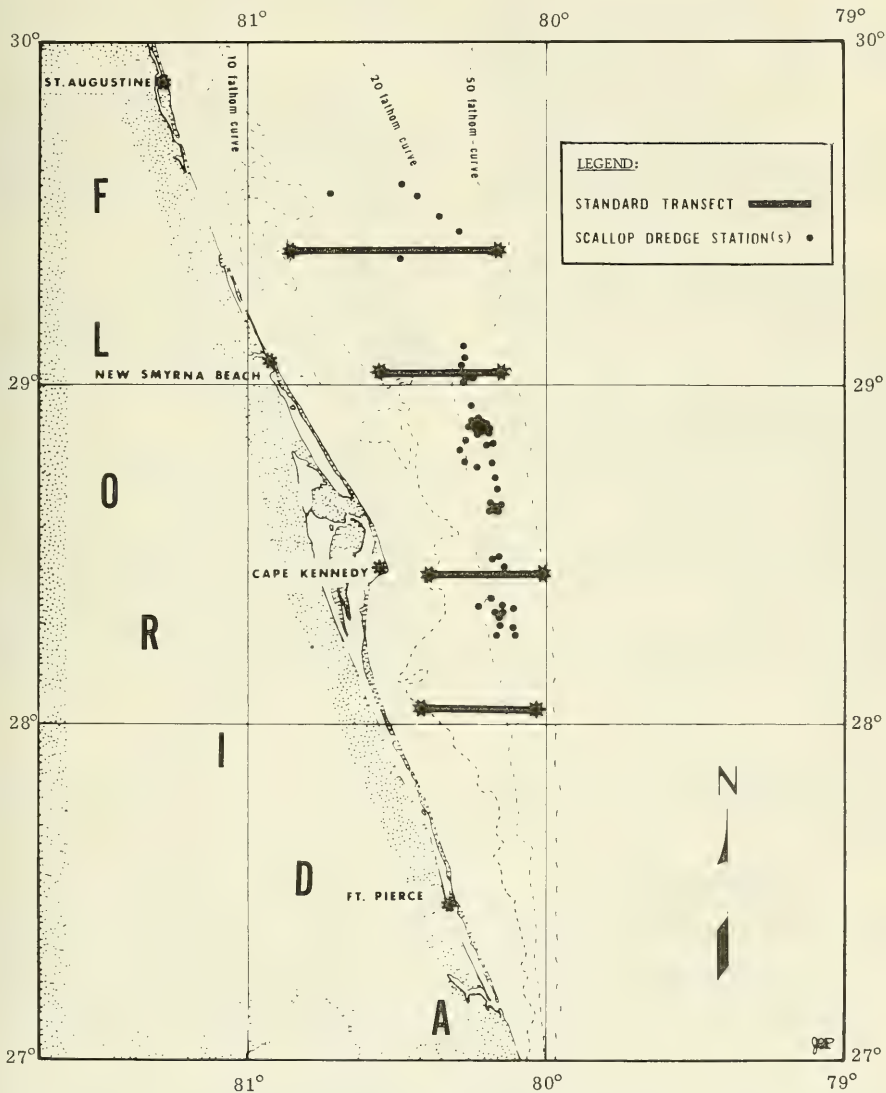 81° 80° 79°
30° 30°
ST. AUGUSTINE
10 fathom curve
20 fathom curve
50 fathom-curve
LEGEND:
STANDARD TRANSECT
SCALLOP DREDGE STATION(s)
F
L
NEW SMYRNA BEACH
29° 29°
O
CAPE KENNEDY
R
28° 28°
I
N
D
FT. PIERCE
A
27° 27°
81° 80° 79°